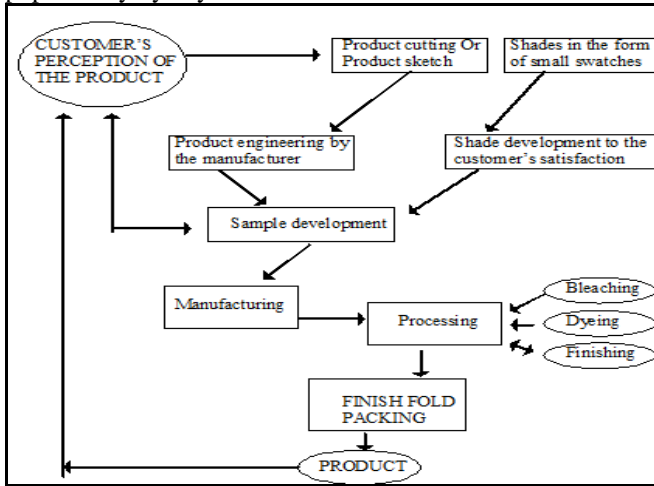 CUSTOMER'S
PERCEPTION OF
THE PRODUCT
Product cutting Or
Product sketch
Shades in the form
of small swatches
Product engineering by
the manufacturer
Shade development to the
customer's satisfaction
Sample development
Manufacturing
Processing
Bleaching
Dyeing
Finishing
FINISH FOLD
PACKING
PRODUCT